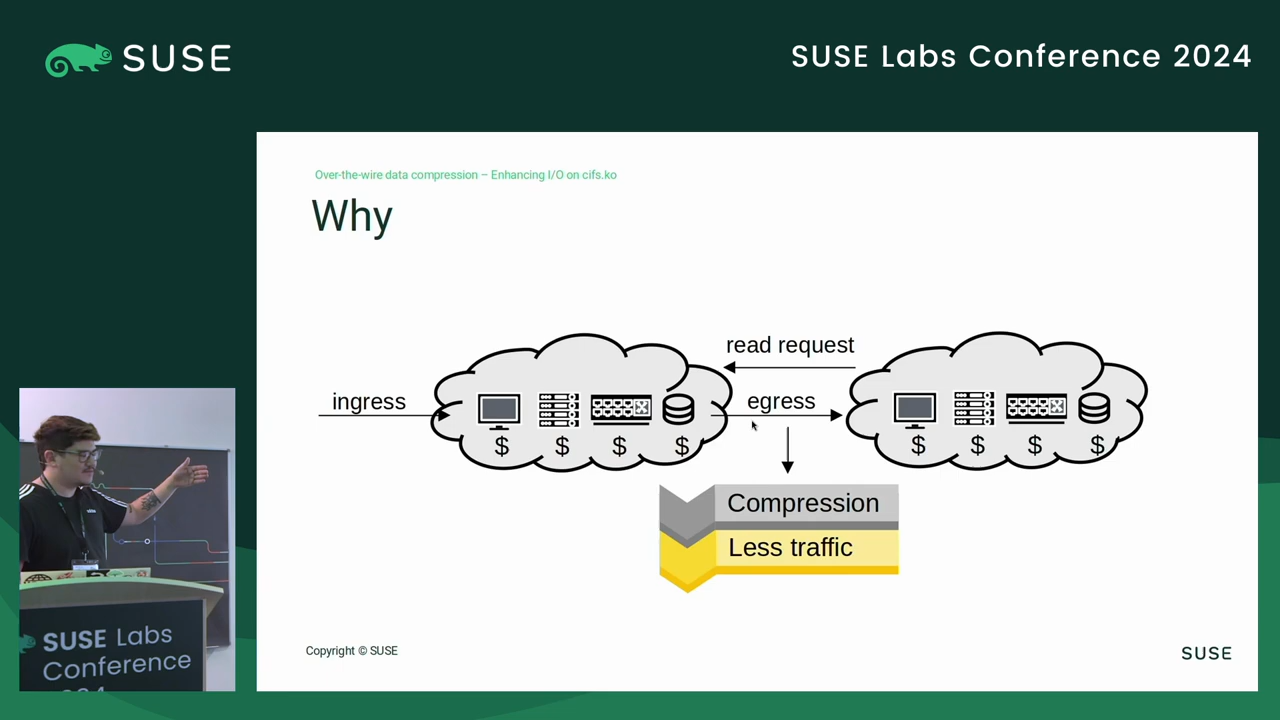 SUSE
SUSE Labs Conference 2024
Over-the-wire data compression – Enhancing I/O on cifs.ko
Why
read request
ingress
egress
$ $ $ $
$ $ $ $
Compression
Less traffic
Copyright © SUSE
SUSE
SUSE Labs
Conference
2024